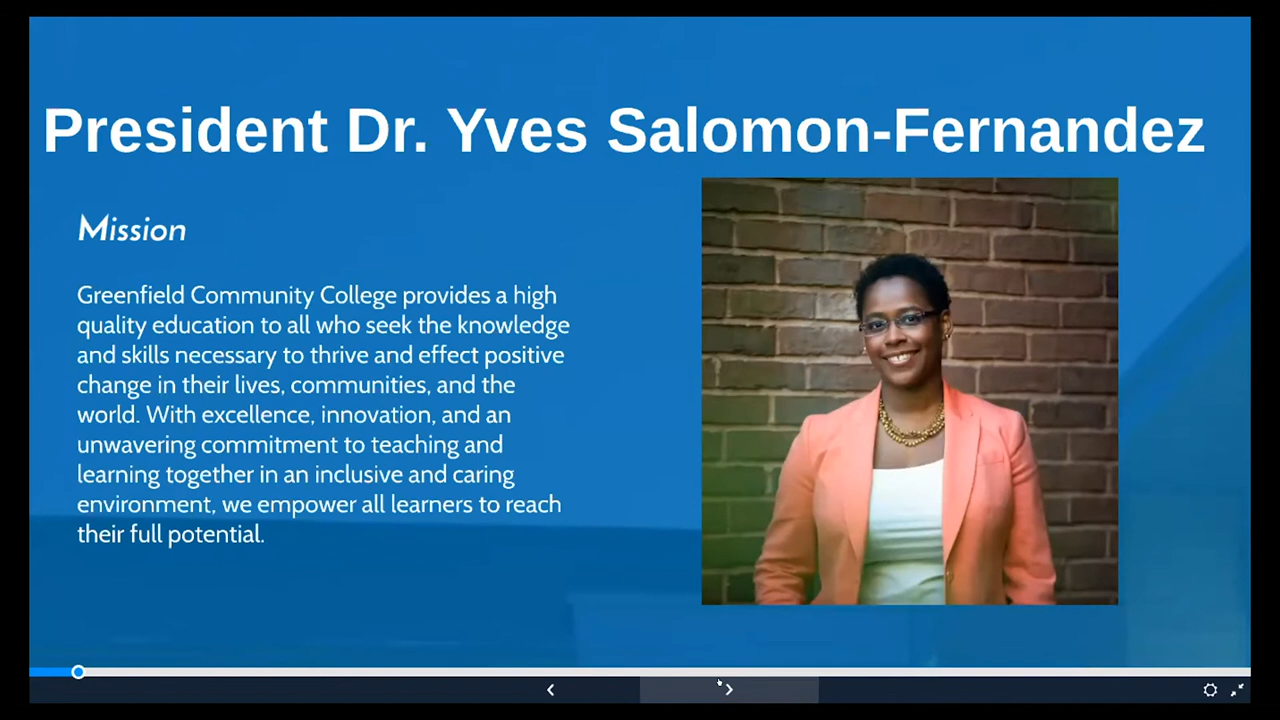 President Dr. Yves Salomon-Fernandez
Mission
Greenfield Community College provides a high
quality education to all who seek the knowledge
and skills necessary to thrive and effect positive
change in their lives, communities, and the
world. With excellence, innovation, and an
unwavering commitment to teaching and
learning together in an inclusive and caring
environment, we empower all learners to reach
their full potential.